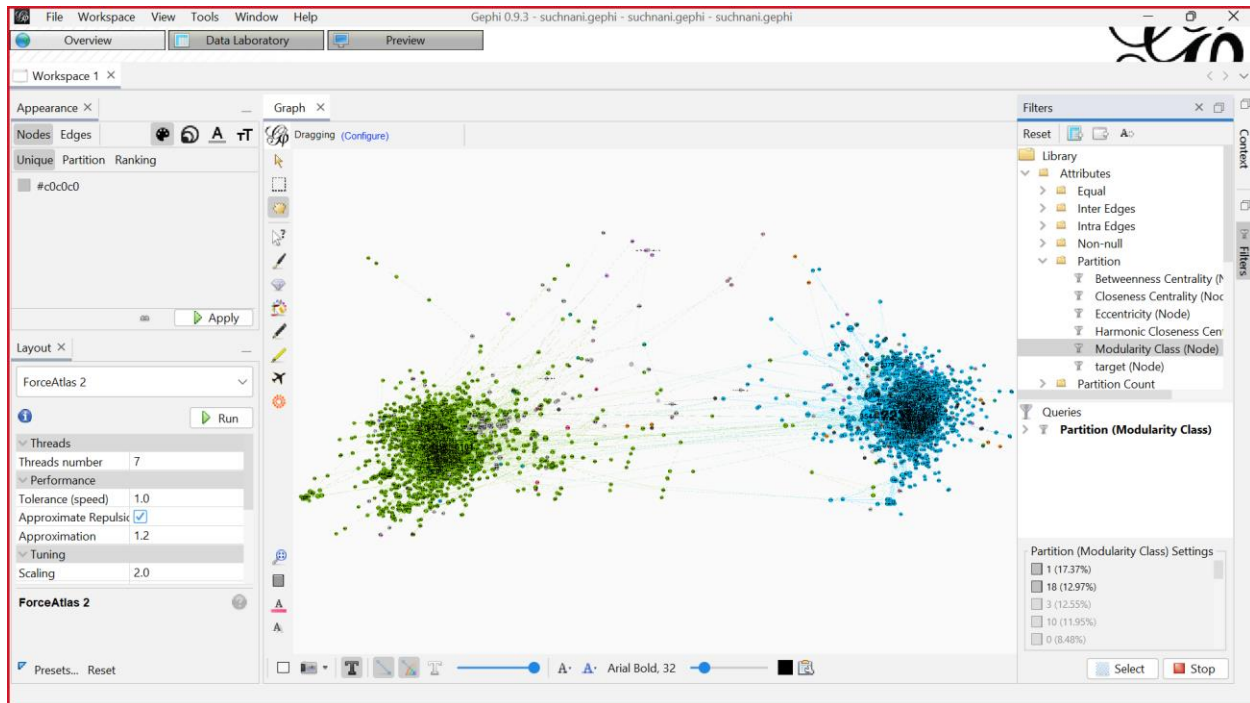 File Workspace View Tools Window Help
Gephi 0.9.3 - suchnani.gephi - suchnani.gephi - suchnani.gephi
Overview
Data Laboratory
Preview
Workspace 1
Appearance
Nodes Edges
Unique Partition Ranking
#c0c0c0
Apply
Layout
ForceAtlas 2
Run
Threads
Threads number 7
Performance
Tolerance (speed) 1.0
Approximate Repulsic
Approximation 1.2
Tuning
Scaling 2.0
ForceAtlas 2
Presets... Reset
Graph
Dragging (Configure)
Arial Bold, 32
Filters
Reset
Library
Attributes
Equal
Inter Edges
Intra Edges
Non-null
Partition
Betweenness Centrality (N
Closeness Centrality (Noc
Eccentricity (Node)
Harmonic Closeness Cen
Modularity Class (Node)
target (Node)
Partition Count
Queries
Partition (Modularity Class)
Partition (Modularity Class) Settings
1 (17.37%)
18 (12.97%)
3 (12.55%)
10 (11.95%)
0 (8.48%)
Select
Stop
Context
Filters